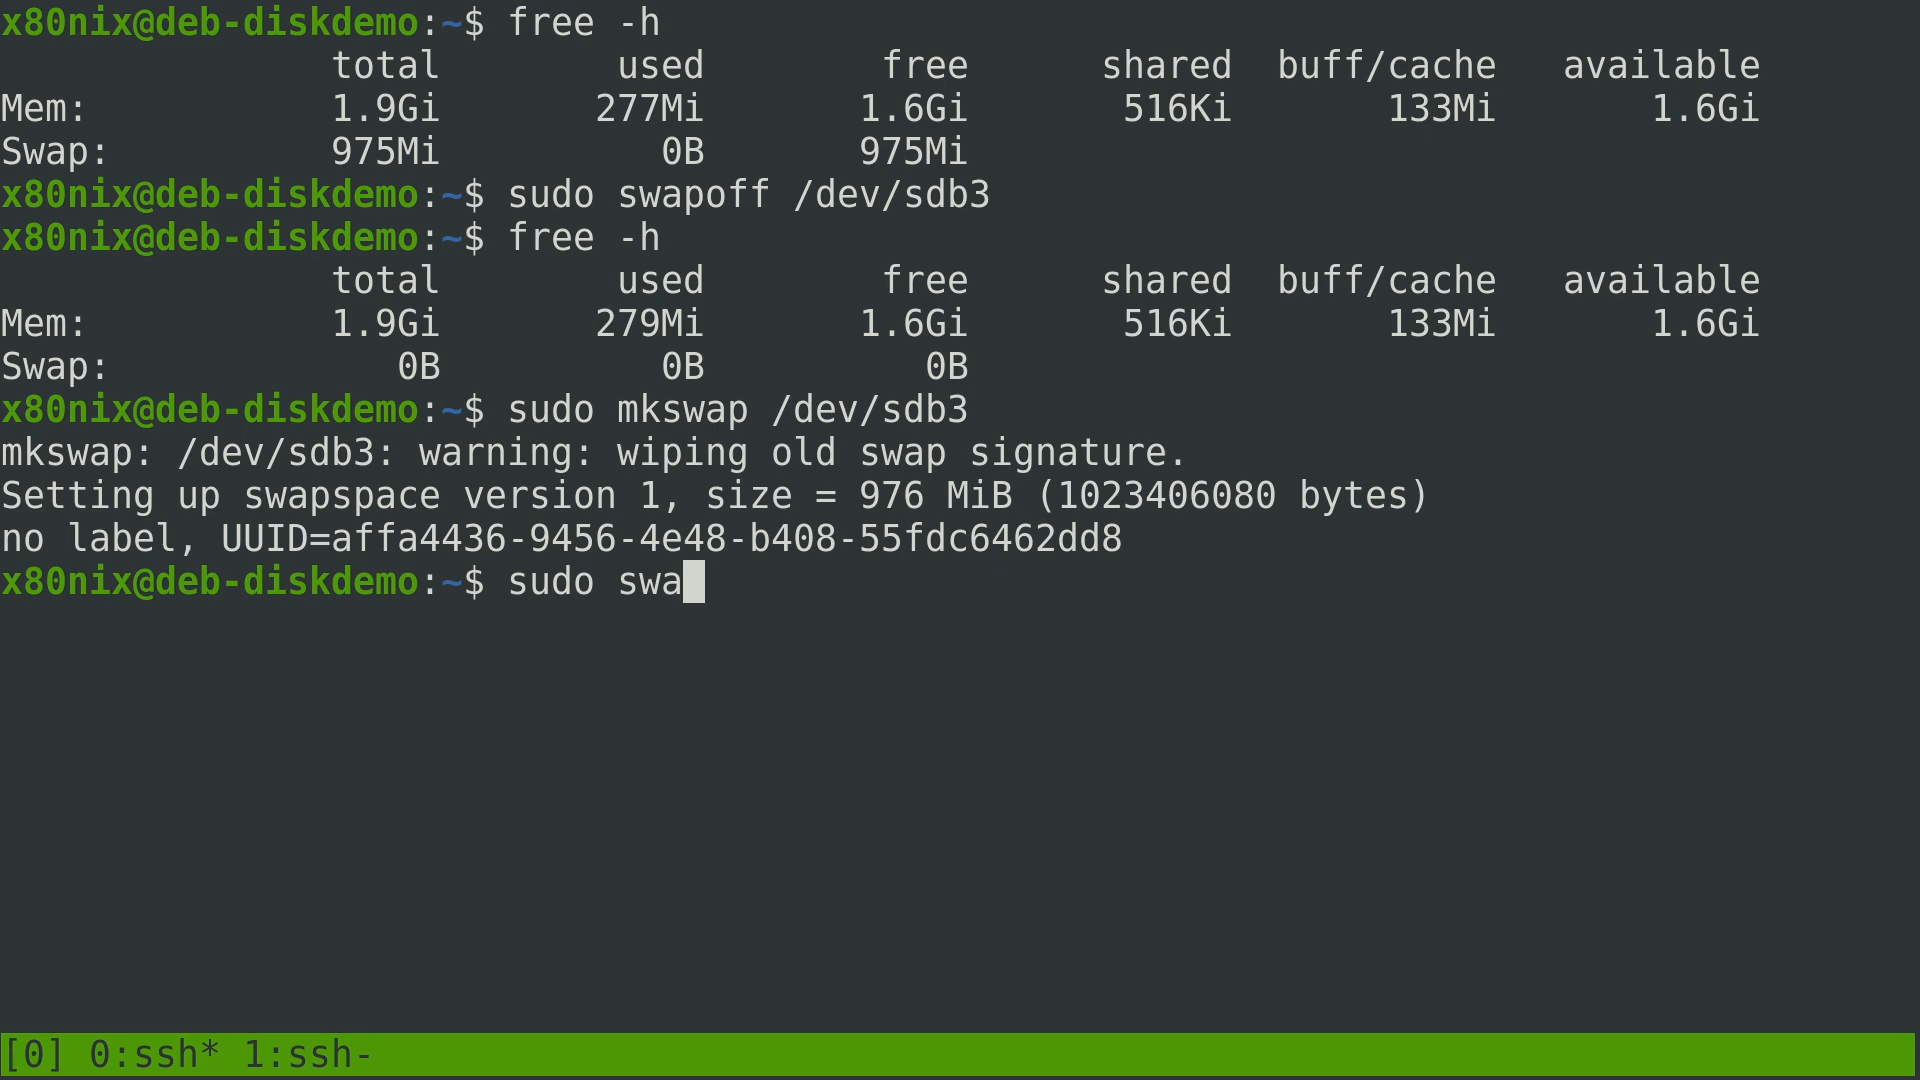 x80nix@deb-diskdemo:~$ free -h
               total        used        free      shared  buff/cache   available
Mem:           1.9Gi       277Mi       1.6Gi       516Ki       133Mi       1.6Gi
Swap:          975Mi          0B       975Mi
x80nix@deb-diskdemo:~$ sudo swapoff /dev/sdb3
x80nix@deb-diskdemo:~$ free -h
               total        used        free      shared  buff/cache   available
Mem:           1.9Gi       279Mi       1.6Gi       516Ki       133Mi       1.6Gi
Swap:             0B          0B          0B
x80nix@deb-diskdemo:~$ sudo mkswap /dev/sdb3
mkswap: /dev/sdb3: warning: wiping old swap signature.
Setting up swapspace version 1, size = 976 MiB (1023406080 bytes)
no label, UUID=affa4436-9456-4e48-b408-55fdc6462dd8
x80nix@deb-diskdemo:~$ sudo swa
[0] 0:ssh* 1:ssh-